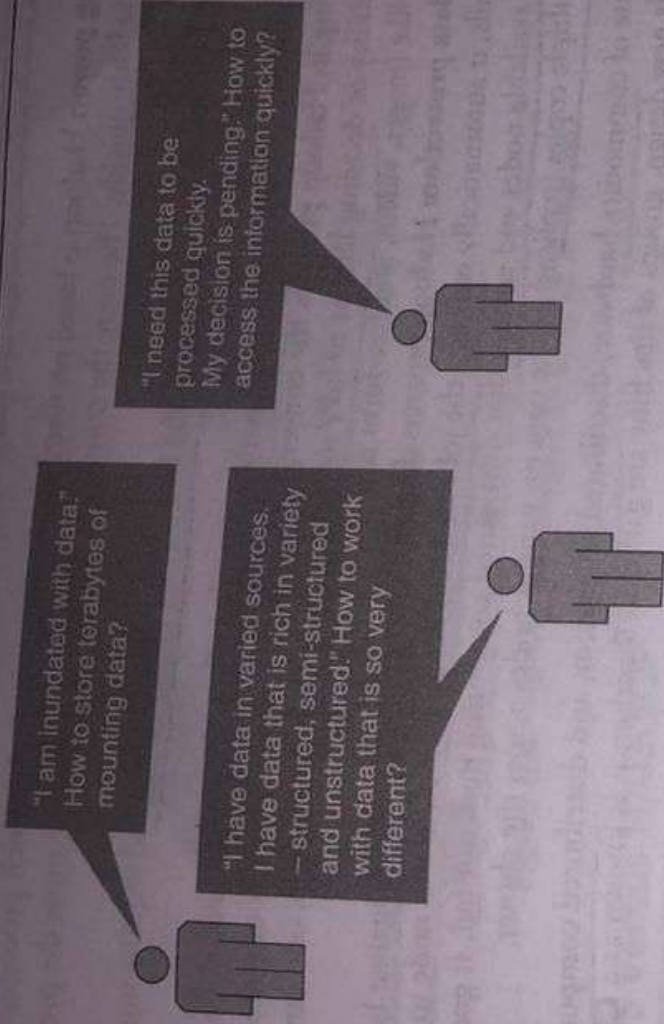 "I am inundated with data."
How to store terabytes of
mounting data?
"I have data in varied sources.
I have data that is rich in variety
– structured, semi-structured
and unstructured." How to work
with data that is so very
different?
"I need this data to be
processed quickly.
My decision is pending." How to
access the information quickly?